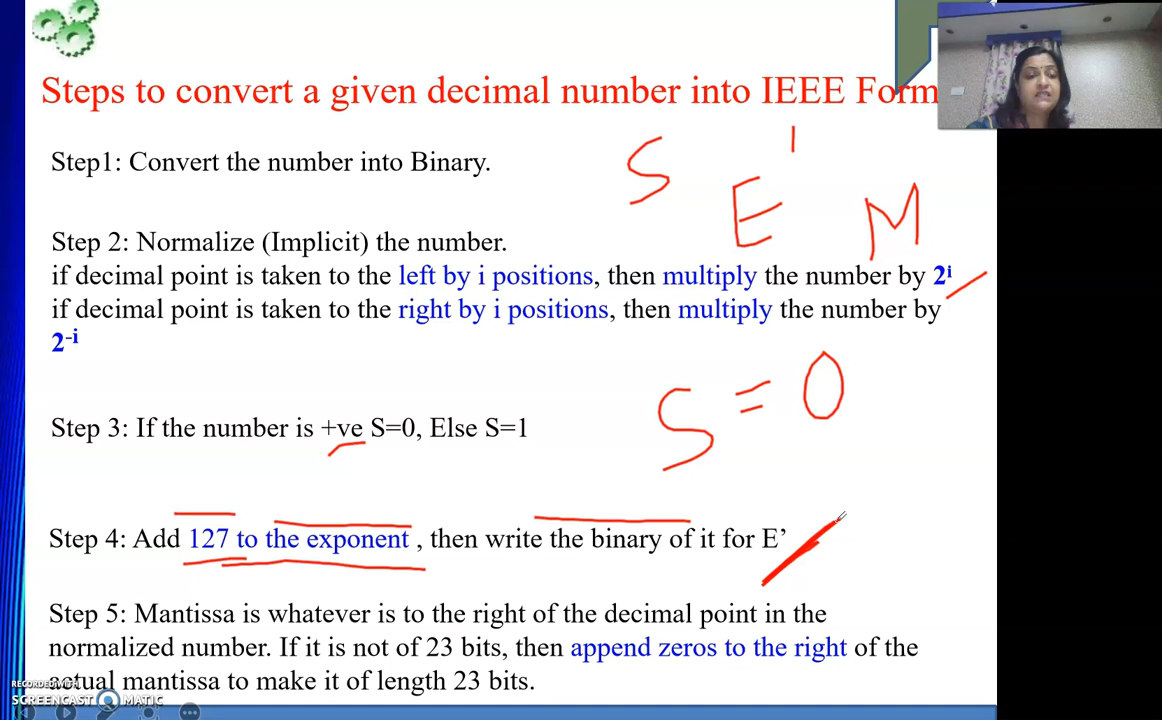 Steps to convert a given decimal number into IEEE Form
Step1: Convert the number into Binary.
S E' M
Step 2: Normalize (Implicit) the number.
if decimal point is taken to the left by i positions, then multiply the number by 2^i
if decimal point is taken to the right by i positions, then multiply the number by
2^-i
S = 0
Step 3: If the number is +ve S=0, Else S=1
Step 4: Add 127 to the exponent , then write the binary of it for E’
Step 5: Mantissa is whatever is to the right of the decimal point in the
normalized number. If it is not of 23 bits, then append zeros to the right of the
actual mantissa to make it of length 23 bits.
RECORDED WITH
SCREENCAST MATIC